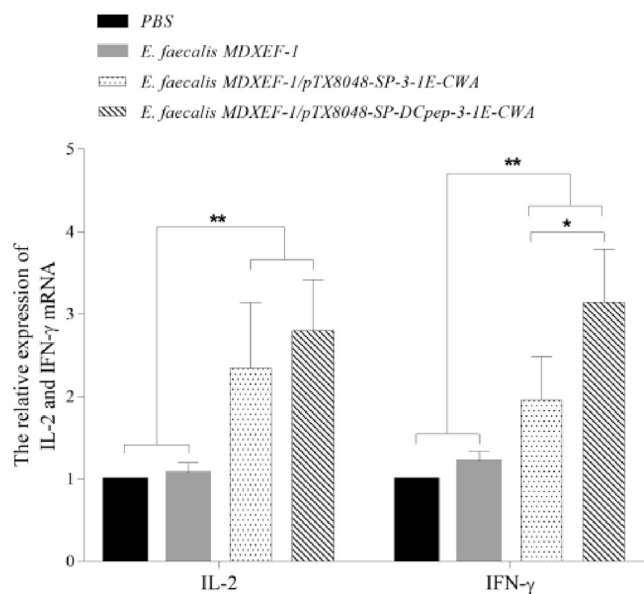 PBS
E. faecalis MDXEF-1
E. faecalis MDXEF-1/pTX8048-SP-3-1E-CWA
E. faecalis MDXEF-1/pTX8048-SP-DCpep-3-1E-CWA
The relative expression of
IL-2 and IFN-γ mRNA
5
4
3
2
1
0
**
**
*
IL-2
IFN-γ